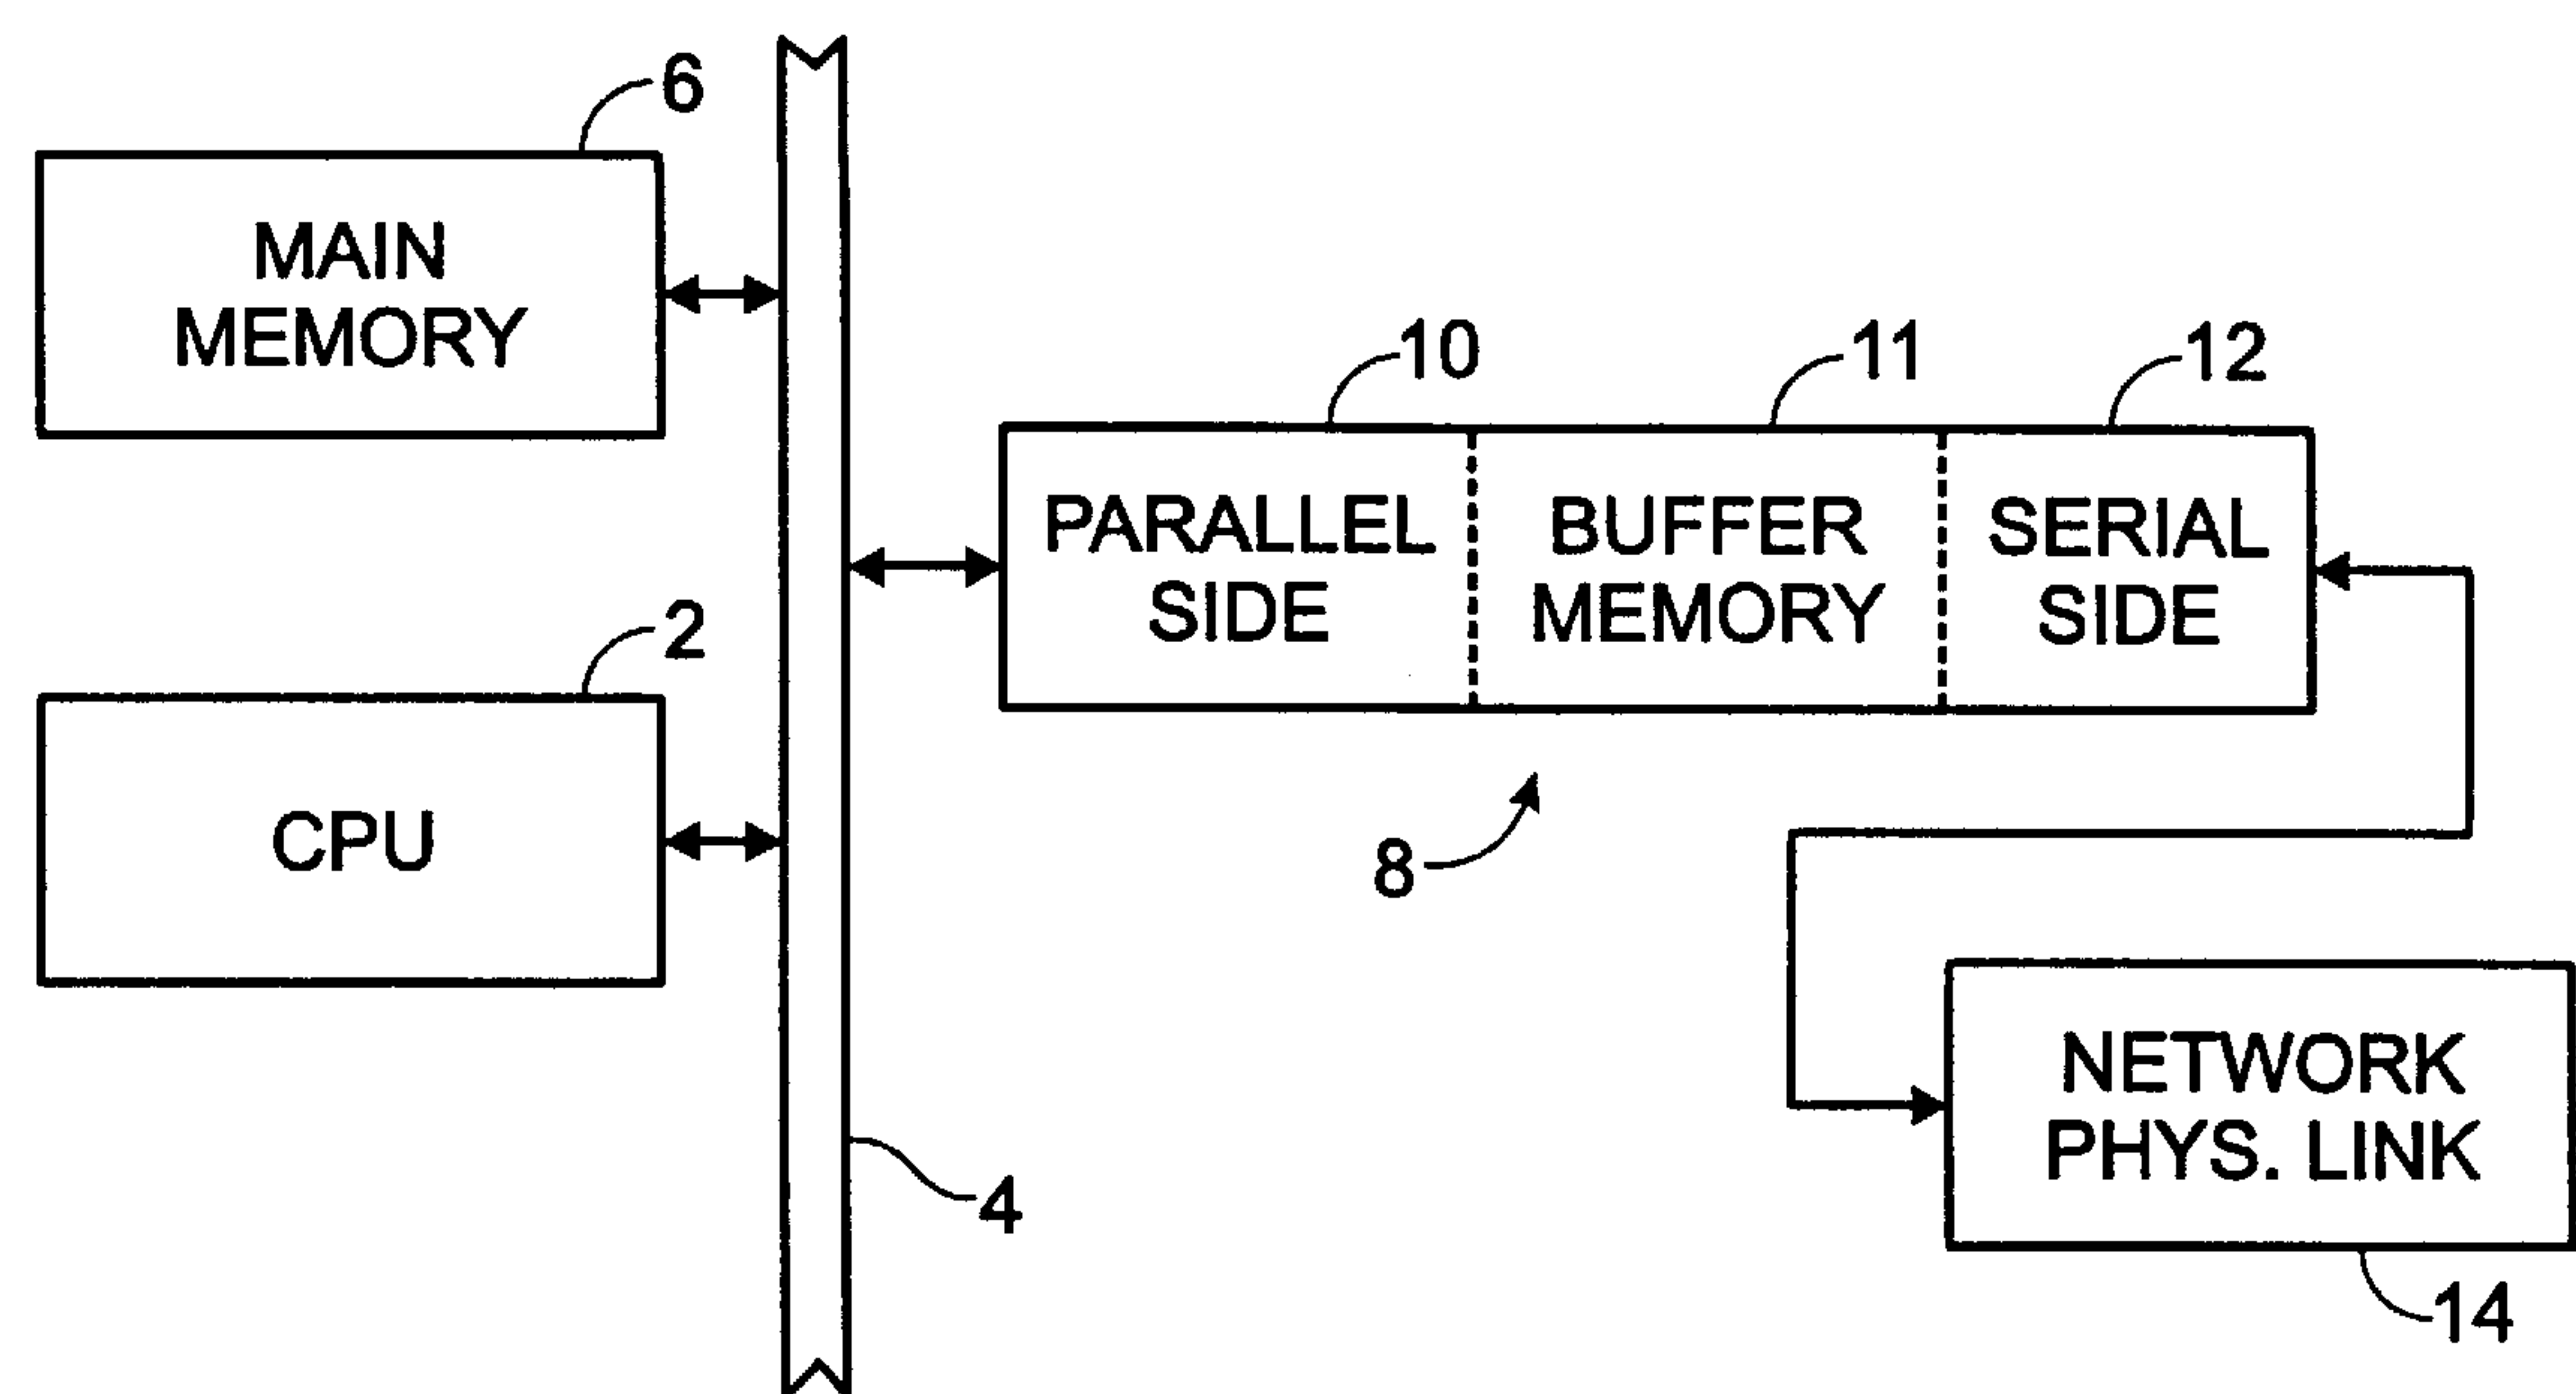 6
MAIN
MEMORY
10
11
12
PARALLEL
SIDE
BUFFER
MEMORY
SERIAL
SIDE
2
CPU
8
4
NETWORK
PHYS. LINK
14